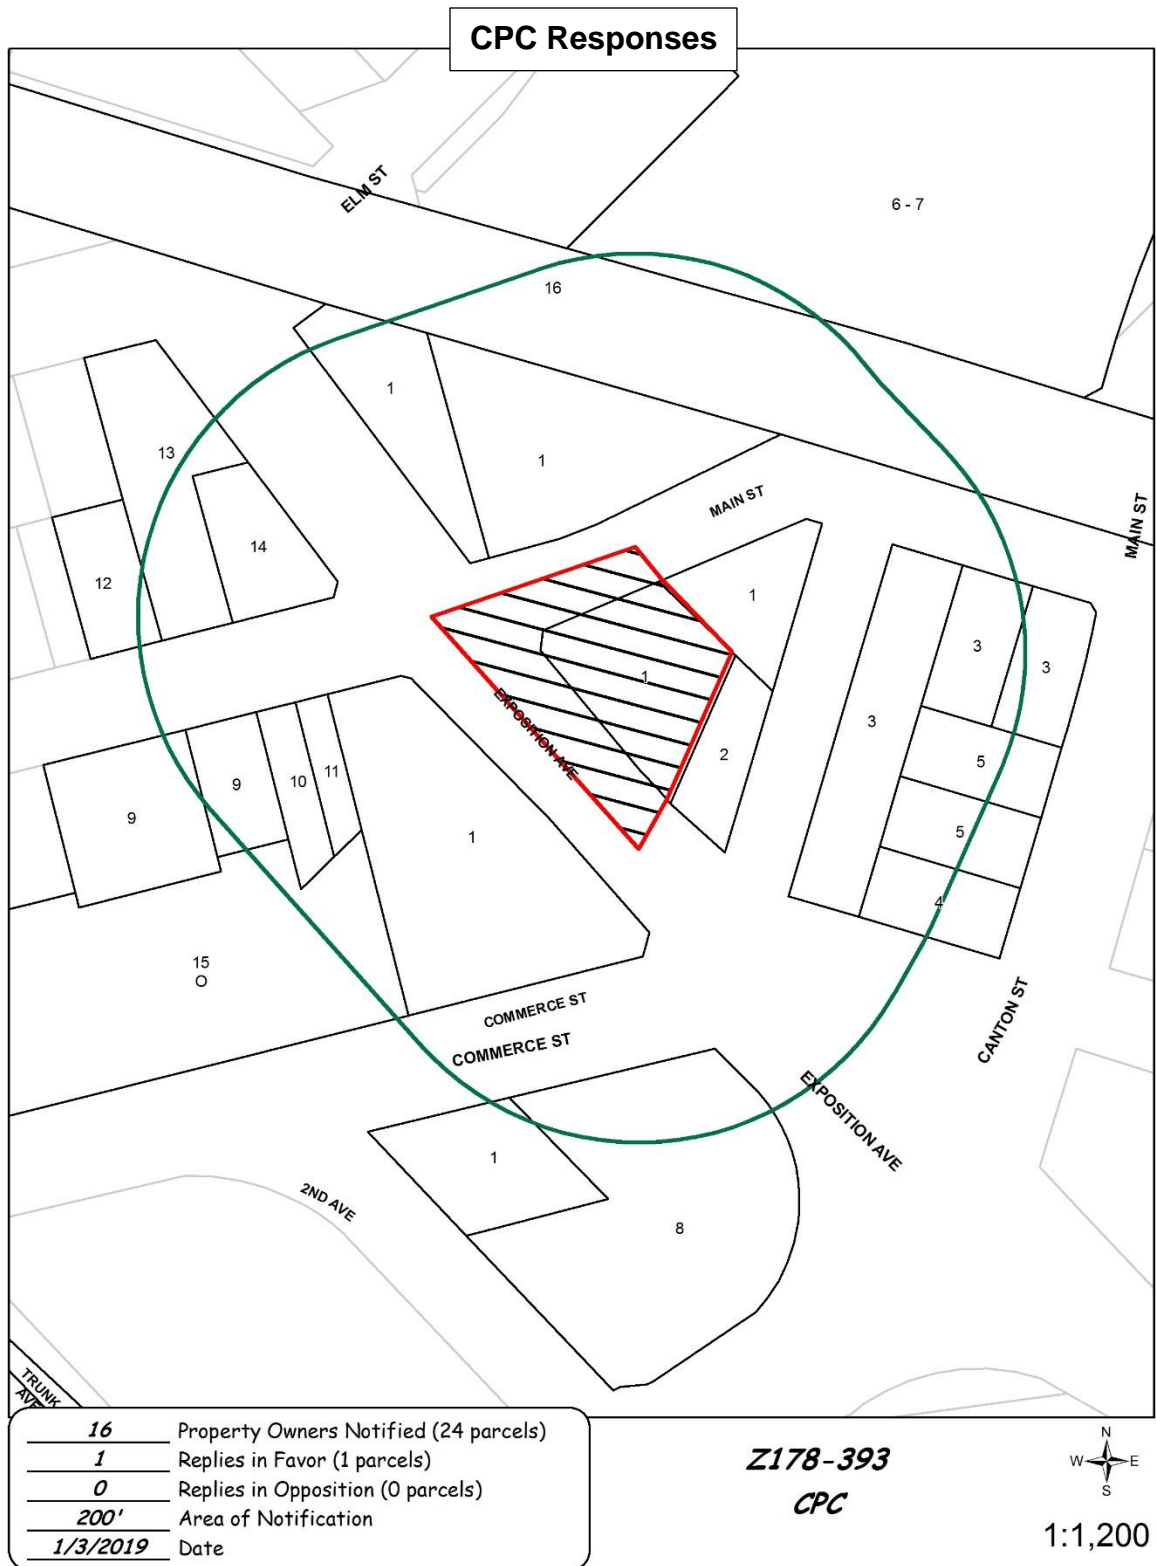 CPC Responses
ELM ST
6 - 7
16
1
1
13
MAIN ST
MAIN ST
14
12
1
3
3
3
1
EXPOSITION AVE
2
5
11
10
9
9
1
5
4
15
O
COMMERCE ST
COMMERCE ST
CANTON ST
EXPOSITION AVE
1
2ND AVE
8
TRUNK
AVE
16 Property Owners Notified (24 parcels)
1 Replies in Favor (1 parcels)
0 Replies in Opposition (0 parcels)
200' Area of Notification
1/3/2019 Date
Z178-393
CPC
N
W E
S
1:1,200